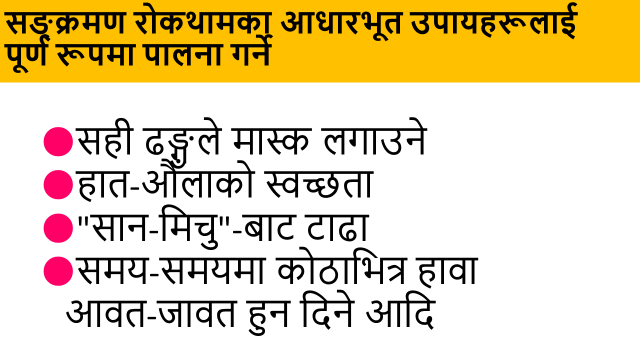 सङ्क्रमण रोकथामका आधारभूत उपायहरूलाई
पूर्ण रूपमा पालना गर्ने
सही ढङ्गले मास्क लगाउने
हात-औंलाको स्वच्छता
"सान-मिचु"-बाट टाढा
समय-समयमा कोठाभित्र हावा
आवत-जावत हुन दिने आदि